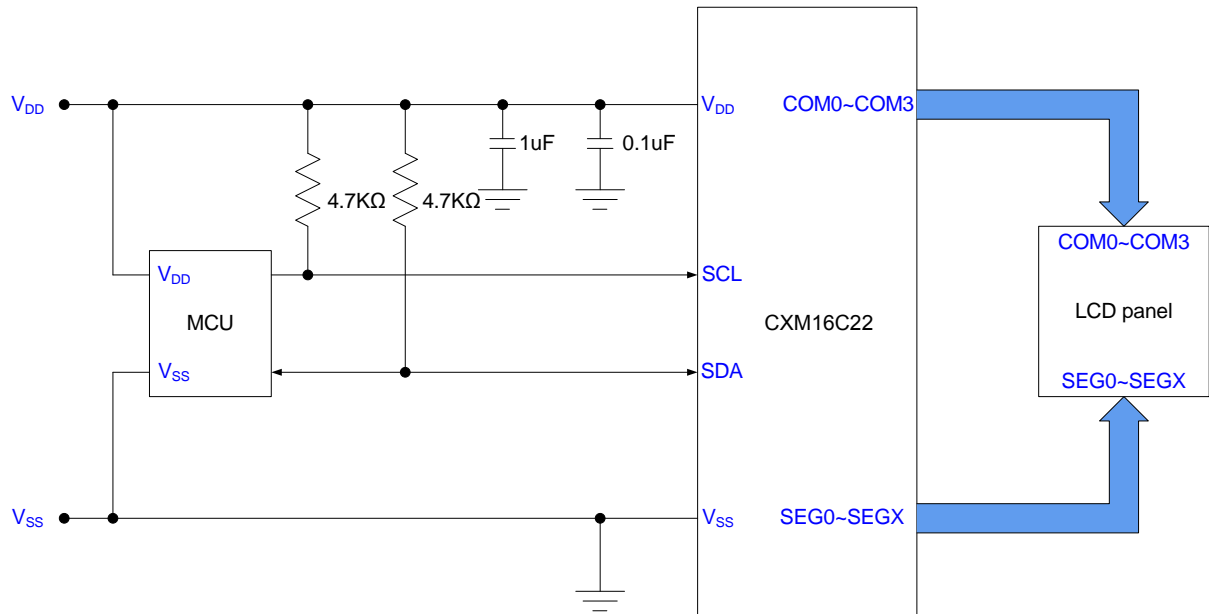 VDD
VDD
COM0~COM3
1uF
0.1uF
4.7KΩ
4.7KΩ
COM0~COM3
VDD
SCL
MCU
CXM16C22
LCD panel
VSS
SDA
SEG0~SEGX
VSS
VSS
SEG0~SEGX